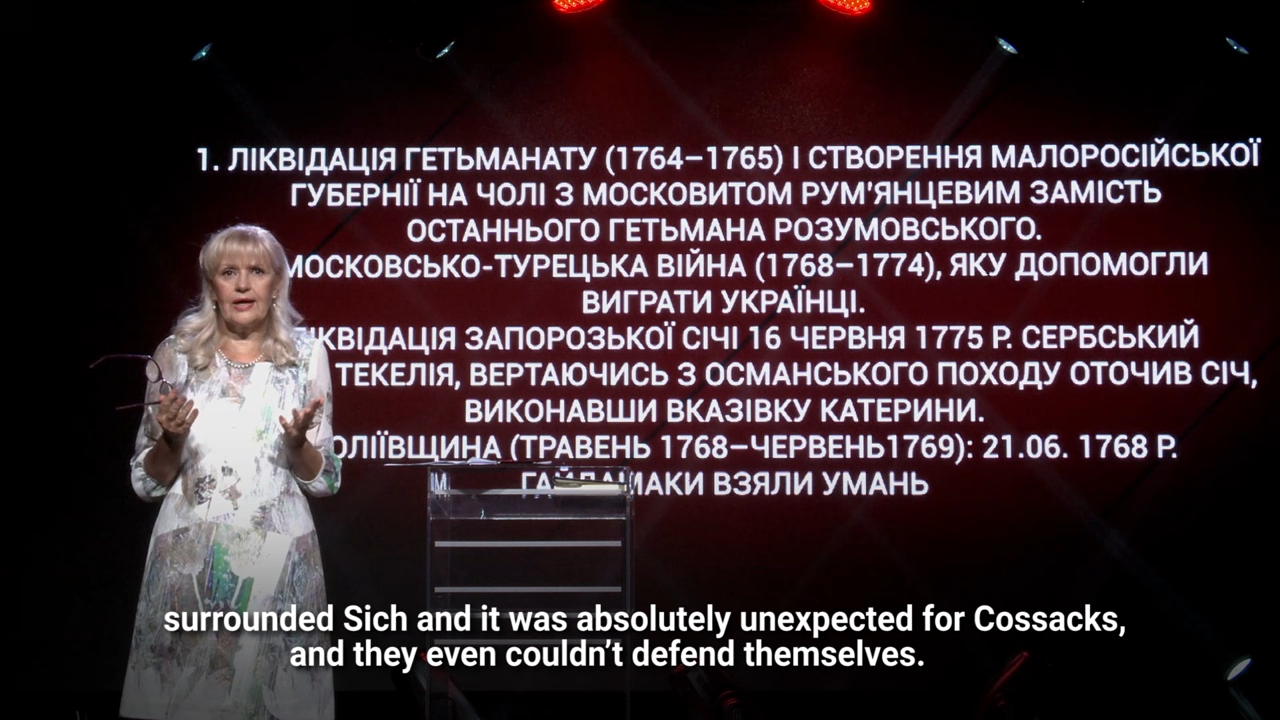 1. ЛІКВІДАЦІЯ ГЕТЬМАНАТУ (1764–1765) І СТВОРЕННЯ МАЛОРОСІЙСЬКОЇ
ГУБЕРНІЇ НА ЧОЛІ З МОСКОВИТОМ РУМ'ЯНЦЕВИМ ЗАМІСТЬ
ОСТАННЬОГО ГЕТЬМАНА РОЗУМОВСЬКОГО.
МОСКОВСЬКО-ТУРЕЦЬКА ВІЙНА (1768–1774), ЯКУ ДОПОМОГЛИ
ВИГРАТИ УКРАЇНЦІ.
КВІДАЦІЯ ЗАПОРОЗЬКОЇ СІЧІ 16 ЧЕРВНЯ 1775 Р. СЕРБСЬКИЙ
ТЕКЕЛІЯ, ВЕРТАЮЧИСЬ З ОСМАНСЬКОГО ПОХОДУ ОТОЧИВ СІЧ,
ВИКОНАВШИ ВКАЗІВКУ КАТЕРИНИ.
ОЛІЇВЩИНА (ТРАВЕНЬ 1768–ЧЕРВЕНЬ1769): 21.06. 1768 Р.
ГАЙДАМАКИ ВЗЯЛИ УМАНЬ
surrounded Sich and it was absolutely unexpected for Cossacks,
and they even couldn't defend themselves.